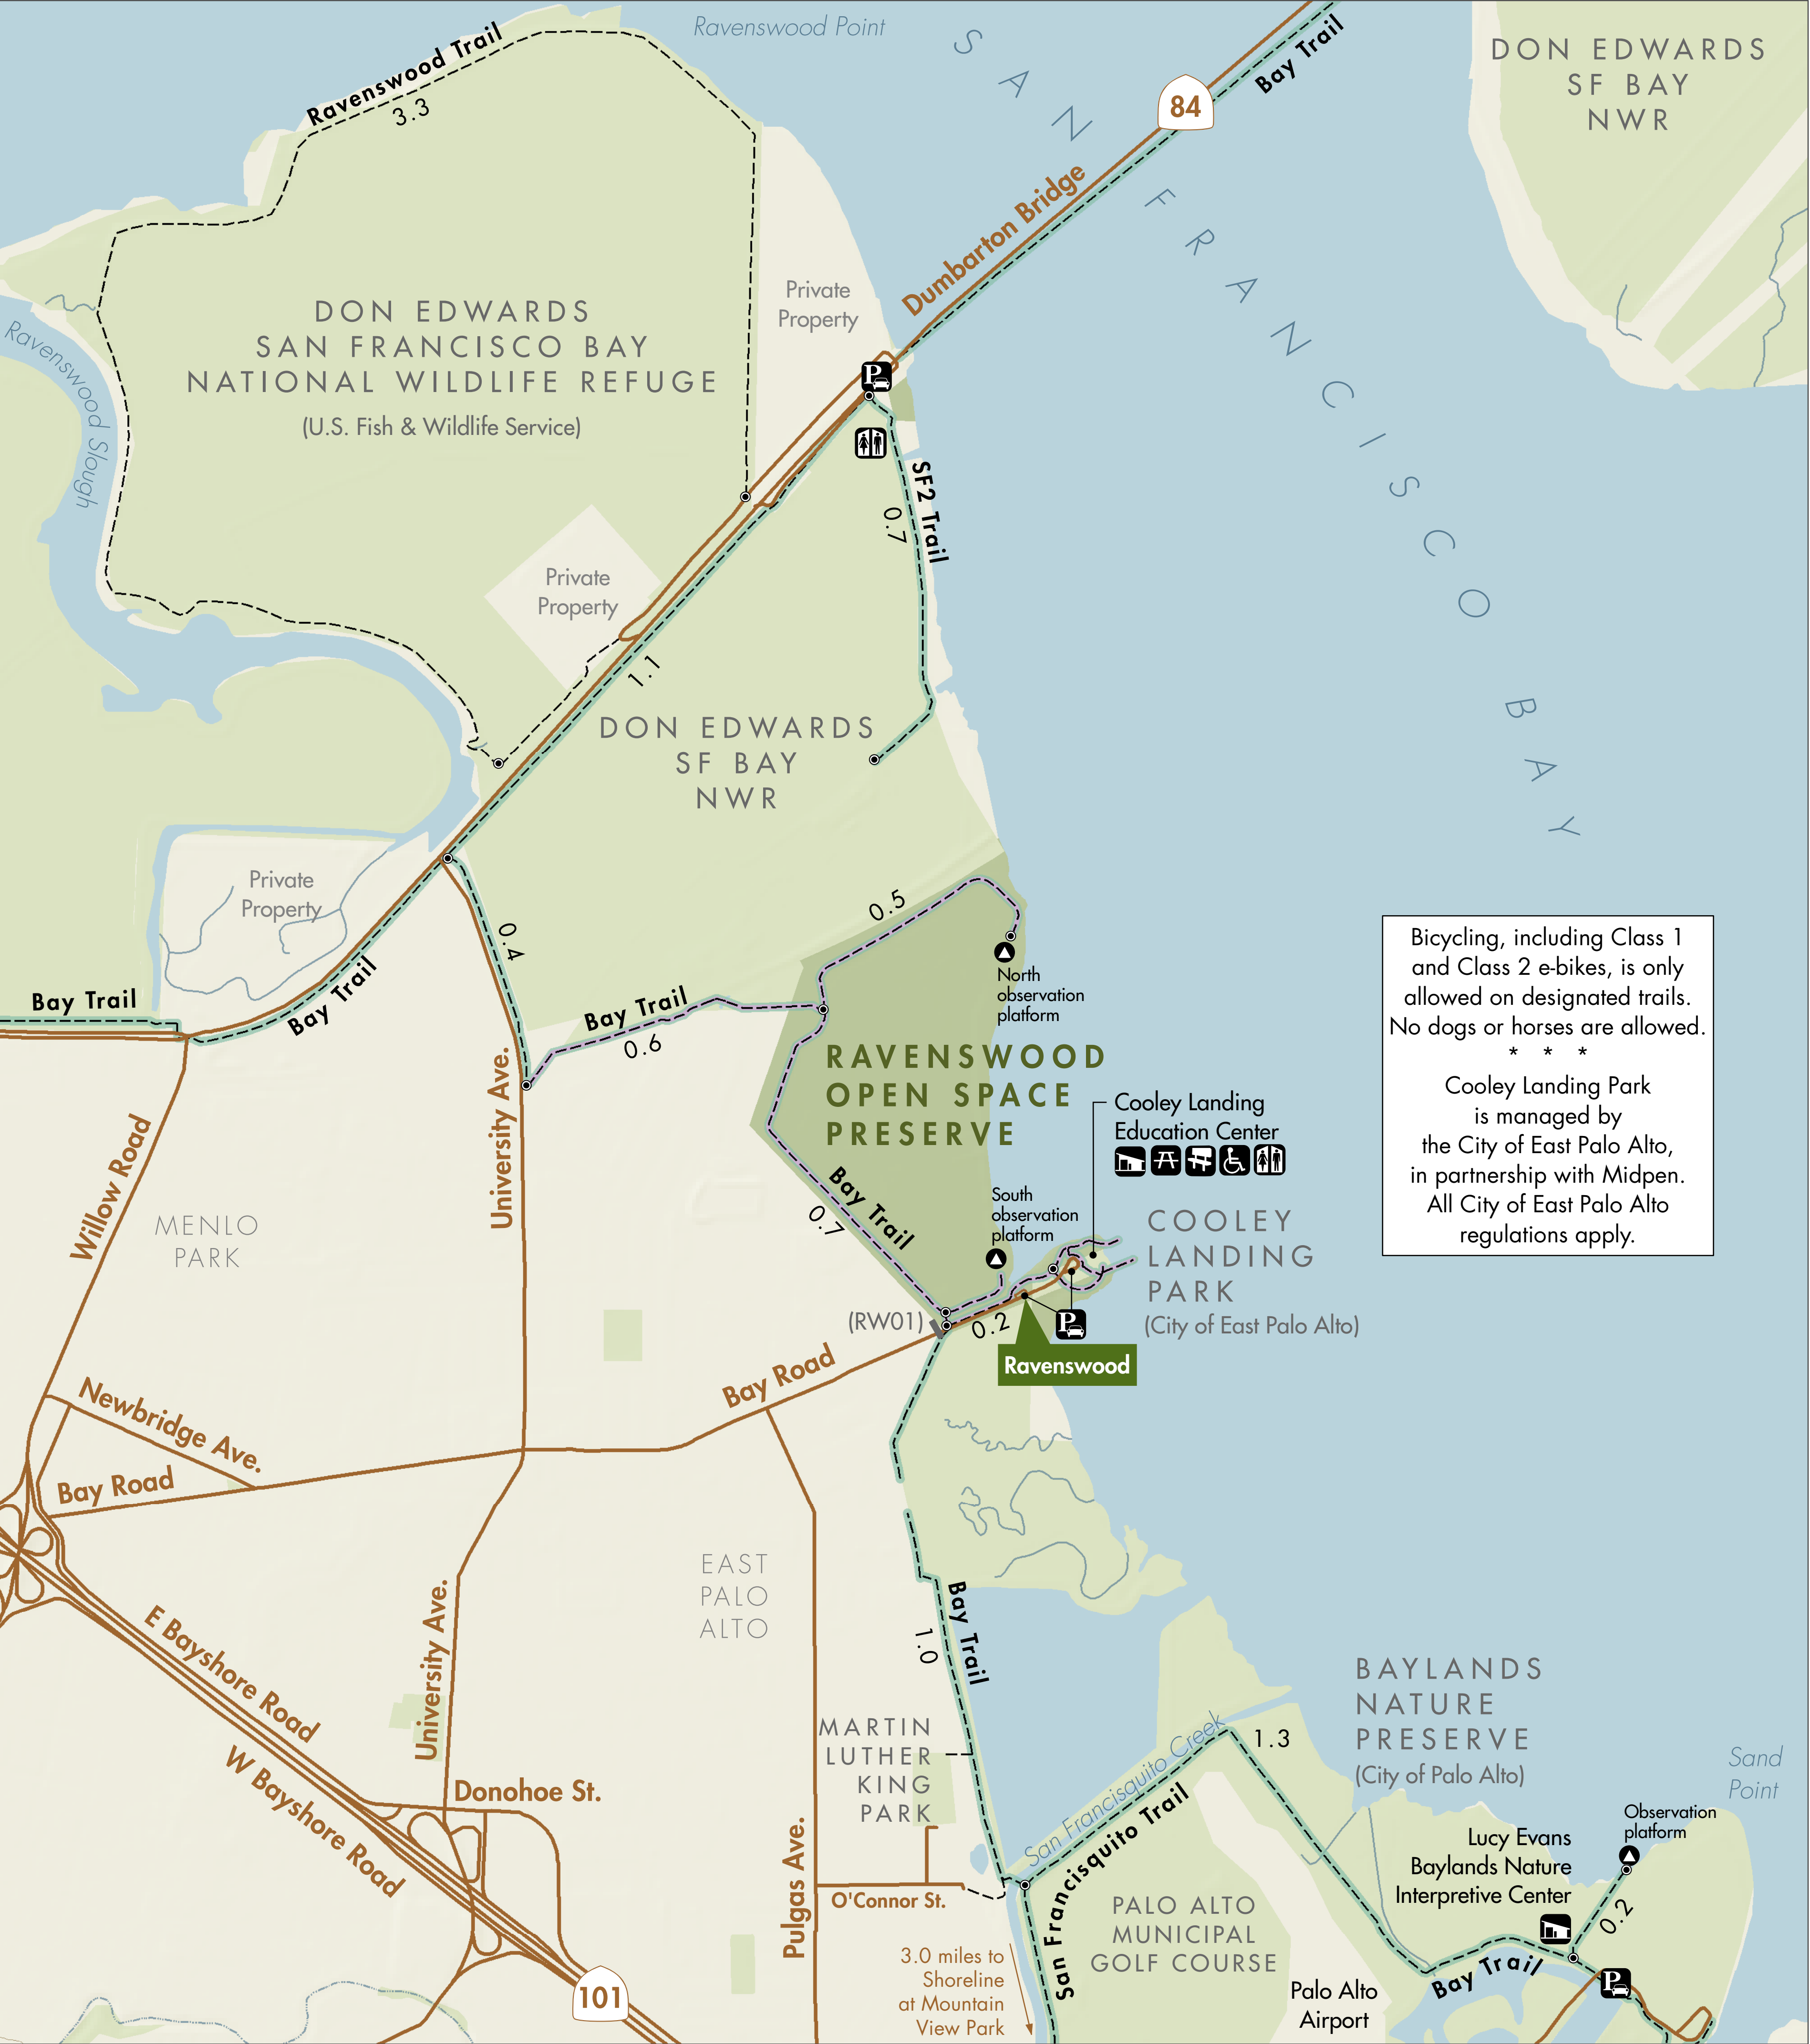 Ravenswood Point
Ravenswood Trail
3.3
SAN FRANCISCO BAY
84
Bay Trail
DON EDWARDS
SF BAY
NWR
Dumbarton Bridge
Private
Property
DON EDWARDS
SAN FRANCISCO BAY
NATIONAL WILDLIFE REFUGE
(U.S. Fish & Wildlife Service)
Ravenswood Slough
P
SF2 Trail
0.7
Private
Property
1.1
DON EDWARDS
SF BAY
NWR
Private
Property
0.4
0.5
North
observation
platform
Bay Trail
Bay Trail
Bay Trail
0.6
RAVENSWOOD
OPEN SPACE
PRESERVE
Bicycling, including Class 1
and Class 2 e-bikes, is only
allowed on designated trails.
No dogs or horses are allowed.
* * *
Cooley Landing Park
is managed by
the City of East Palo Alto,
in partnership with Midpen.
All City of East Palo Alto
regulations apply.
Cooley Landing
Education Center
University Ave.
Willow Road
MENLO
PARK
Bay Trail
0.7
South
observation
platform
COOLEY
LANDING
PARK
(City of East Palo Alto)
(RW01)
0.2
P
Ravenswood
Bay Road
Newbridge Ave.
Bay Road
EAST
PALO
ALTO
Bay Trail
1.0
E Bayshore Road
University Ave.
W Bayshore Road
Donohoe St.
MARTIN
LUTHER
KING
PARK
BAYLANDS
NATURE
PRESERVE
(City of Palo Alto)
1.3
San Francisquito Creek
San Francisquito Trail
Sand
Point
Observation
platform
Lucy Evans
Baylands Nature
Interpretive Center
0.2
Pulgas Ave.
O'Connor St.
PALO ALTO
MUNICIPAL
GOLF COURSE
Bay Trail
P
3.0 miles to
Shoreline
at Mountain
View Park
Palo Alto
Airport
101